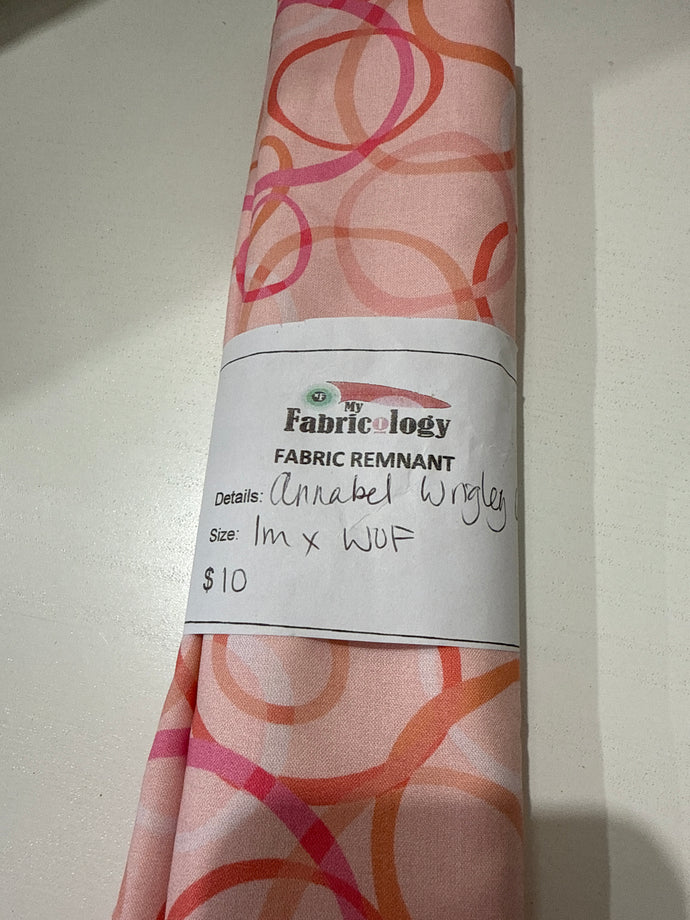 My
Fabricology
FABRIC REMNANT
Details: Annabel Wrigley
Size: 1m x WOF
$10